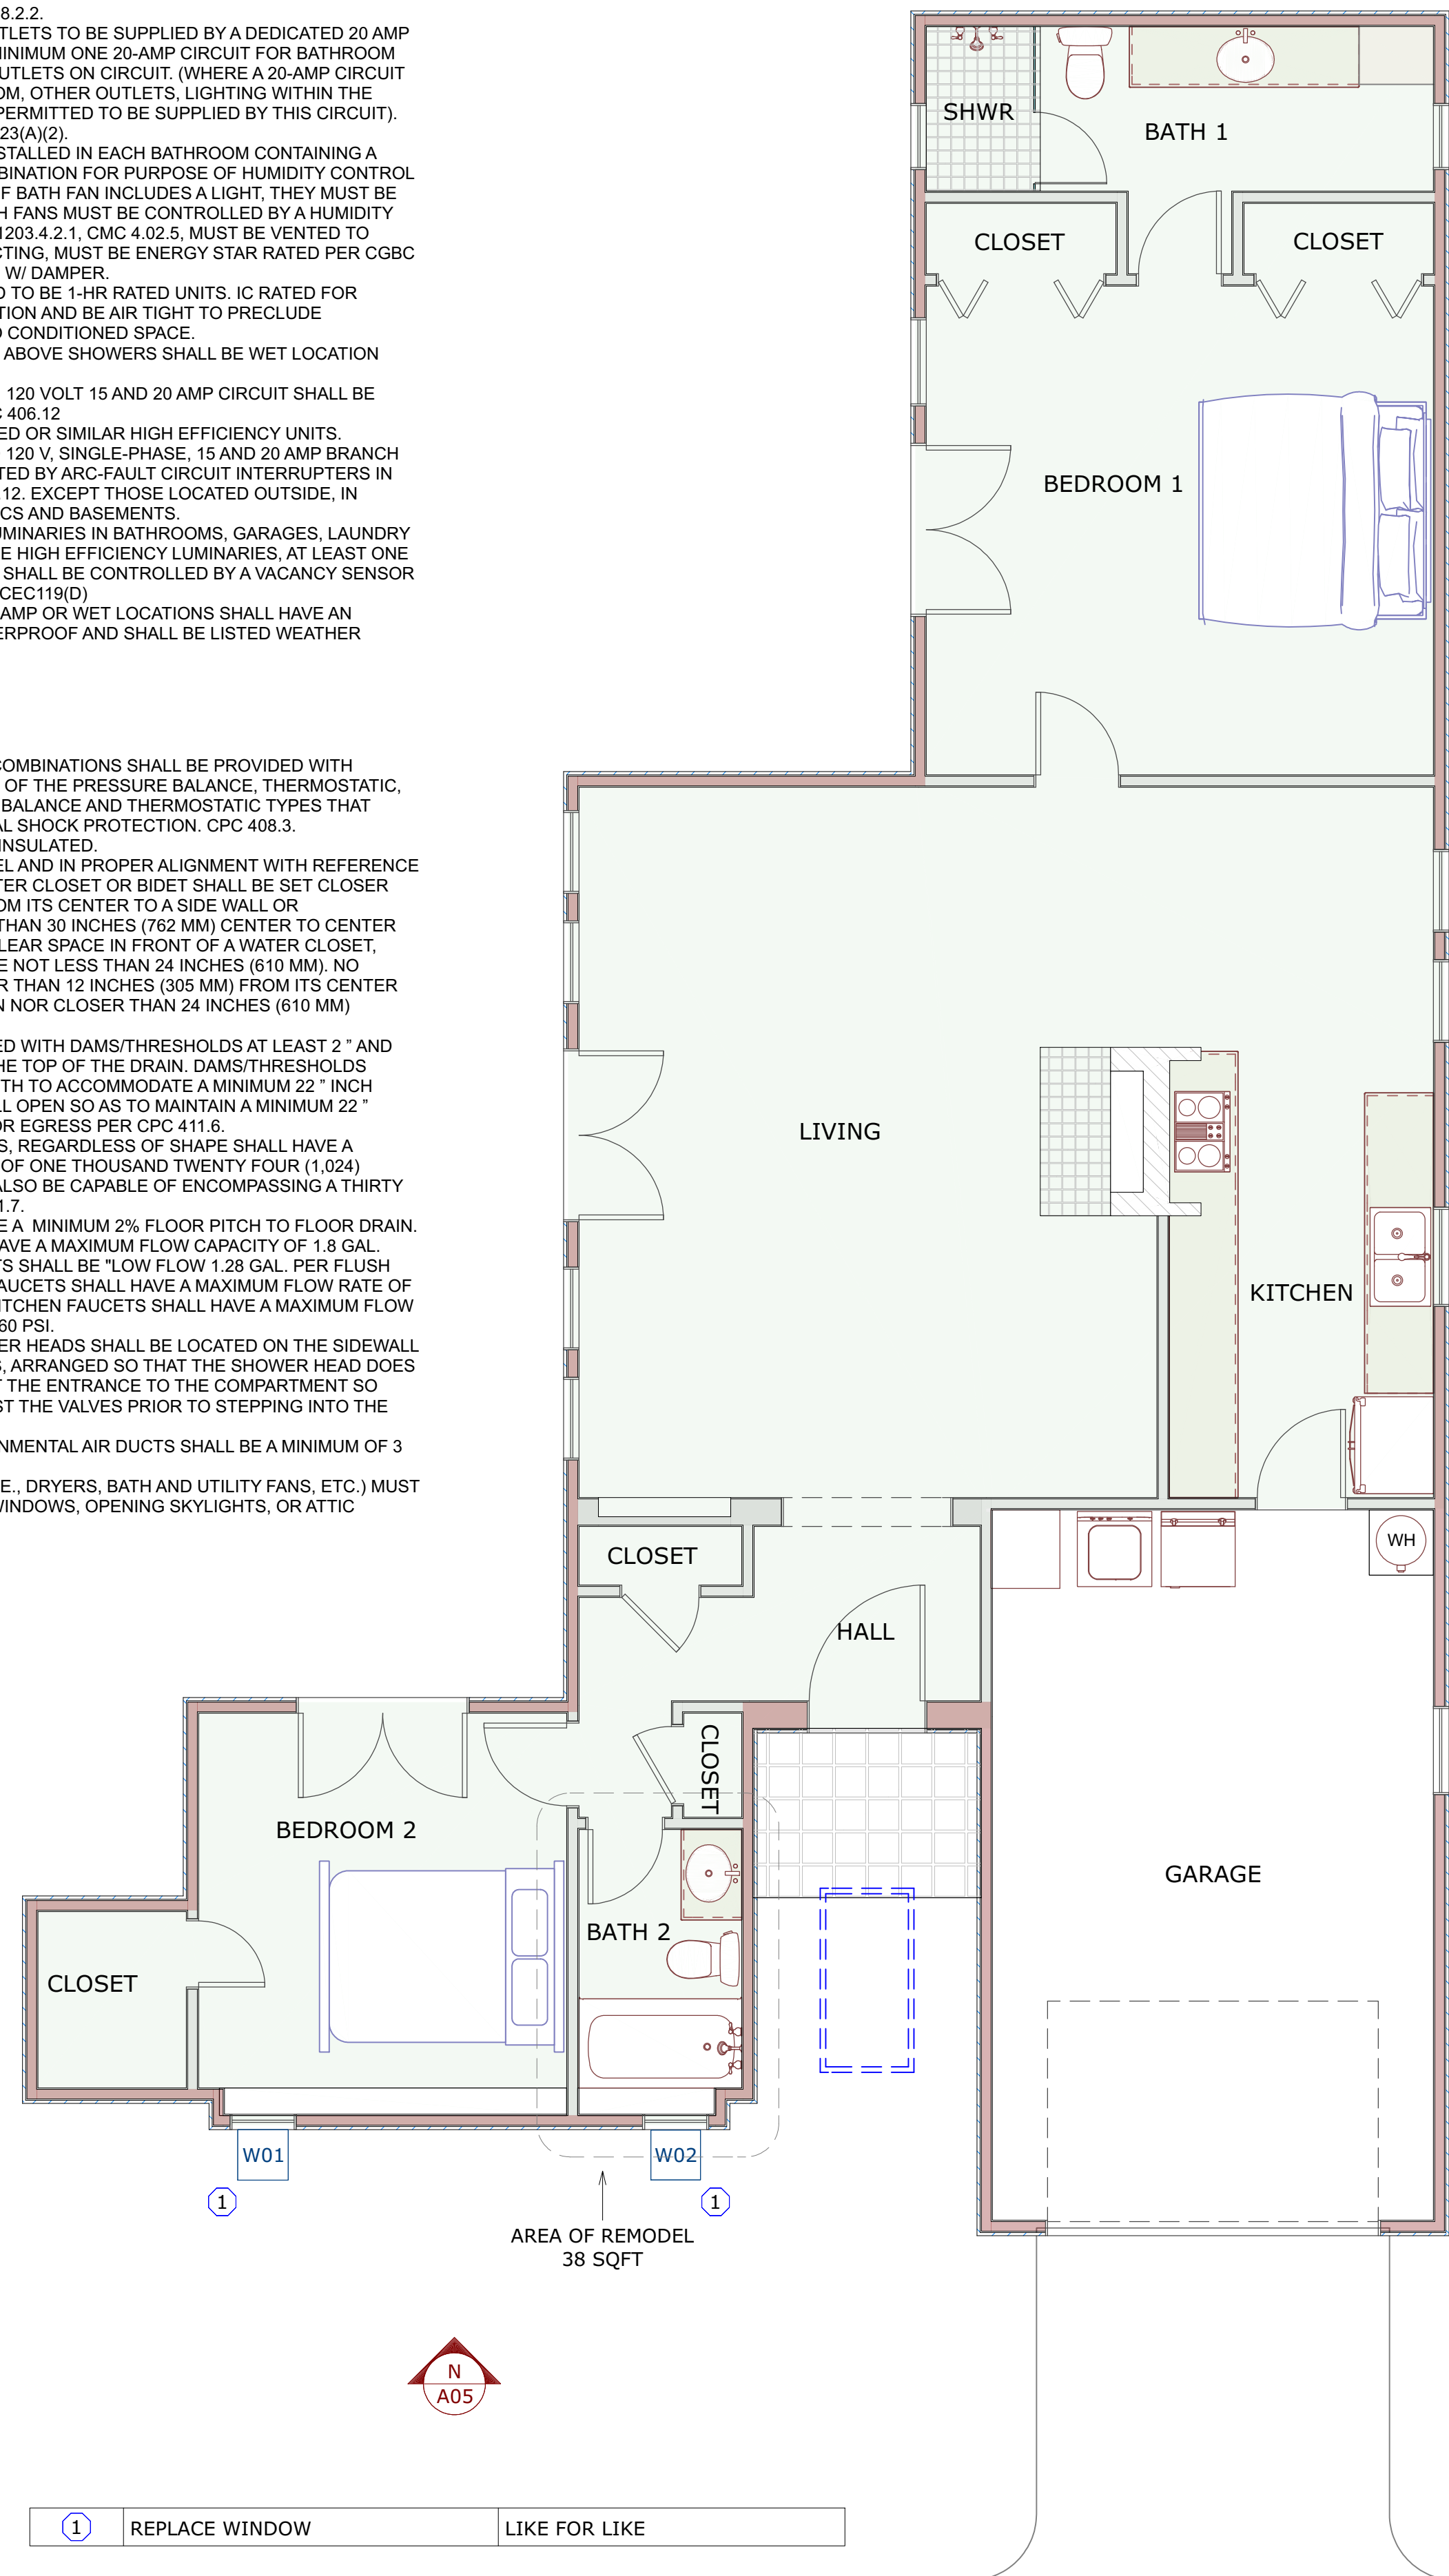 8.2.2.
TLETS TO BE SUPPLIED BY A DEDICATED 20 AMP
MINIMUM ONE 20-AMP CIRCUIT FOR BATHROOM
UTLETS ON CIRCUIT. (WHERE A 20-AMP CIRCUIT
OM, OTHER OUTLETS, LIGHTING WITHIN THE
PERMITTED TO BE SUPPLIED BY THIS CIRCUIT).
23(A)(2).
STALLED IN EACH BATHROOM CONTAINING A
MBINATION FOR PURPOSE OF HUMIDITY CONTROL
IF BATH FAN INCLUDES A LIGHT, THEY MUST BE
H FANS MUST BE CONTROLLED BY A HUMIDITY
1203.4.2.1, CMC 4.02.5, MUST BE VENTED TO
CTING, MUST BE ENERGY STAR RATED PER CGBC
W/ DAMPER.
D TO BE 1-HR RATED UNITS. IC RATED FOR
TION AND BE AIR TIGHT TO PRECLUDE
D CONDITIONED SPACE.
ABOVE SHOWERS SHALL BE WET LOCATION
120 VOLT 15 AND 20 AMP CIRCUIT SHALL BE
C 406.12
ED OR SIMILAR HIGH EFFICIENCY UNITS.
120 V, SINGLE-PHASE, 15 AND 20 AMP BRANCH
TED BY ARC-FAULT CIRCUIT INTERRUPTERS IN
.12. EXCEPT THOSE LOCATED OUTSIDE, IN
ICS AND BASEMENTS.
UMINARIES IN BATHROOMS, GARAGES, LAUNDRY
E HIGH EFFICIENCY LUMINARIES, AT LEAST ONE
SHALL BE CONTROLLED BY A VACANCY SENSOR
CEC119(D)
AMP OR WET LOCATIONS SHALL HAVE AN
ERPROOF AND SHALL BE LISTED WEATHER
COMBINATIONS SHALL BE PROVIDED WITH
OF THE PRESSURE BALANCE, THERMOSTATIC,
BALANCE AND THERMOSTATIC TYPES THAT
AL SHOCK PROTECTION. CPC 408.3.
INSULATED.
EL AND IN PROPER ALIGNMENT WITH REFERENCE
TER CLOSET OR BIDET SHALL BE SET CLOSER
OM ITS CENTER TO A SIDE WALL OR
THAN 30 INCHES (762 MM) CENTER TO CENTER
LEAR SPACE IN FRONT OF A WATER CLOSET,
E NOT LESS THAN 24 INCHES (610 MM). NO
R THAN 12 INCHES (305 MM) FROM ITS CENTER
N NOR CLOSER THAN 24 INCHES (610 MM)
ED WITH DAMS/THRESHOLDS AT LEAST 2 ” AND
HE TOP OF THE DRAIN. DAMS/THRESHOLDS
TH TO ACCOMMODATE A MINIMUM 22 ” INCH
LL OPEN SO AS TO MAINTAIN A MINIMUM 22 ”
OR EGRESS PER CPC 411.6.
S, REGARDLESS OF SHAPE SHALL HAVE A
OF ONE THOUSAND TWENTY FOUR (1,024)
ALSO BE CAPABLE OF ENCOMPASSING A THIRTY
1.7.
E A MINIMUM 2% FLOOR PITCH TO FLOOR DRAIN.
AVE A MAXIMUM FLOW CAPACITY OF 1.8 GAL.
TS SHALL BE "LOW FLOW 1.28 GAL. PER FLUSH
AUCETS SHALL HAVE A MAXIMUM FLOW RATE OF
ITCHEN FAUCETS SHALL HAVE A MAXIMUM FLOW
60 PSI.
ER HEADS SHALL BE LOCATED ON THE SIDEWALL
S, ARRANGED SO THAT THE SHOWER HEAD DOES
T THE ENTRANCE TO THE COMPARTMENT SO
ST THE VALVES PRIOR TO STEPPING INTO THE
NMENTAL AIR DUCTS SHALL BE A MINIMUM OF 3
E., DRYERS, BATH AND UTILITY FANS, ETC.) MUST
WINDOWS, OPENING SKYLIGHTS, OR ATTIC
SHWR
BATH 1
CLOSET
CLOSET
BEDROOM 1
LIVING
KITCHEN
CLOSET
WH
HALL
CLOSET
BEDROOM 2
GARAGE
BATH 2
CLOSET
W01
W02
1
1
AREA OF REMODEL
38 SQFT
N
A05
1
REPLACE WINDOW
LIKE FOR LIKE